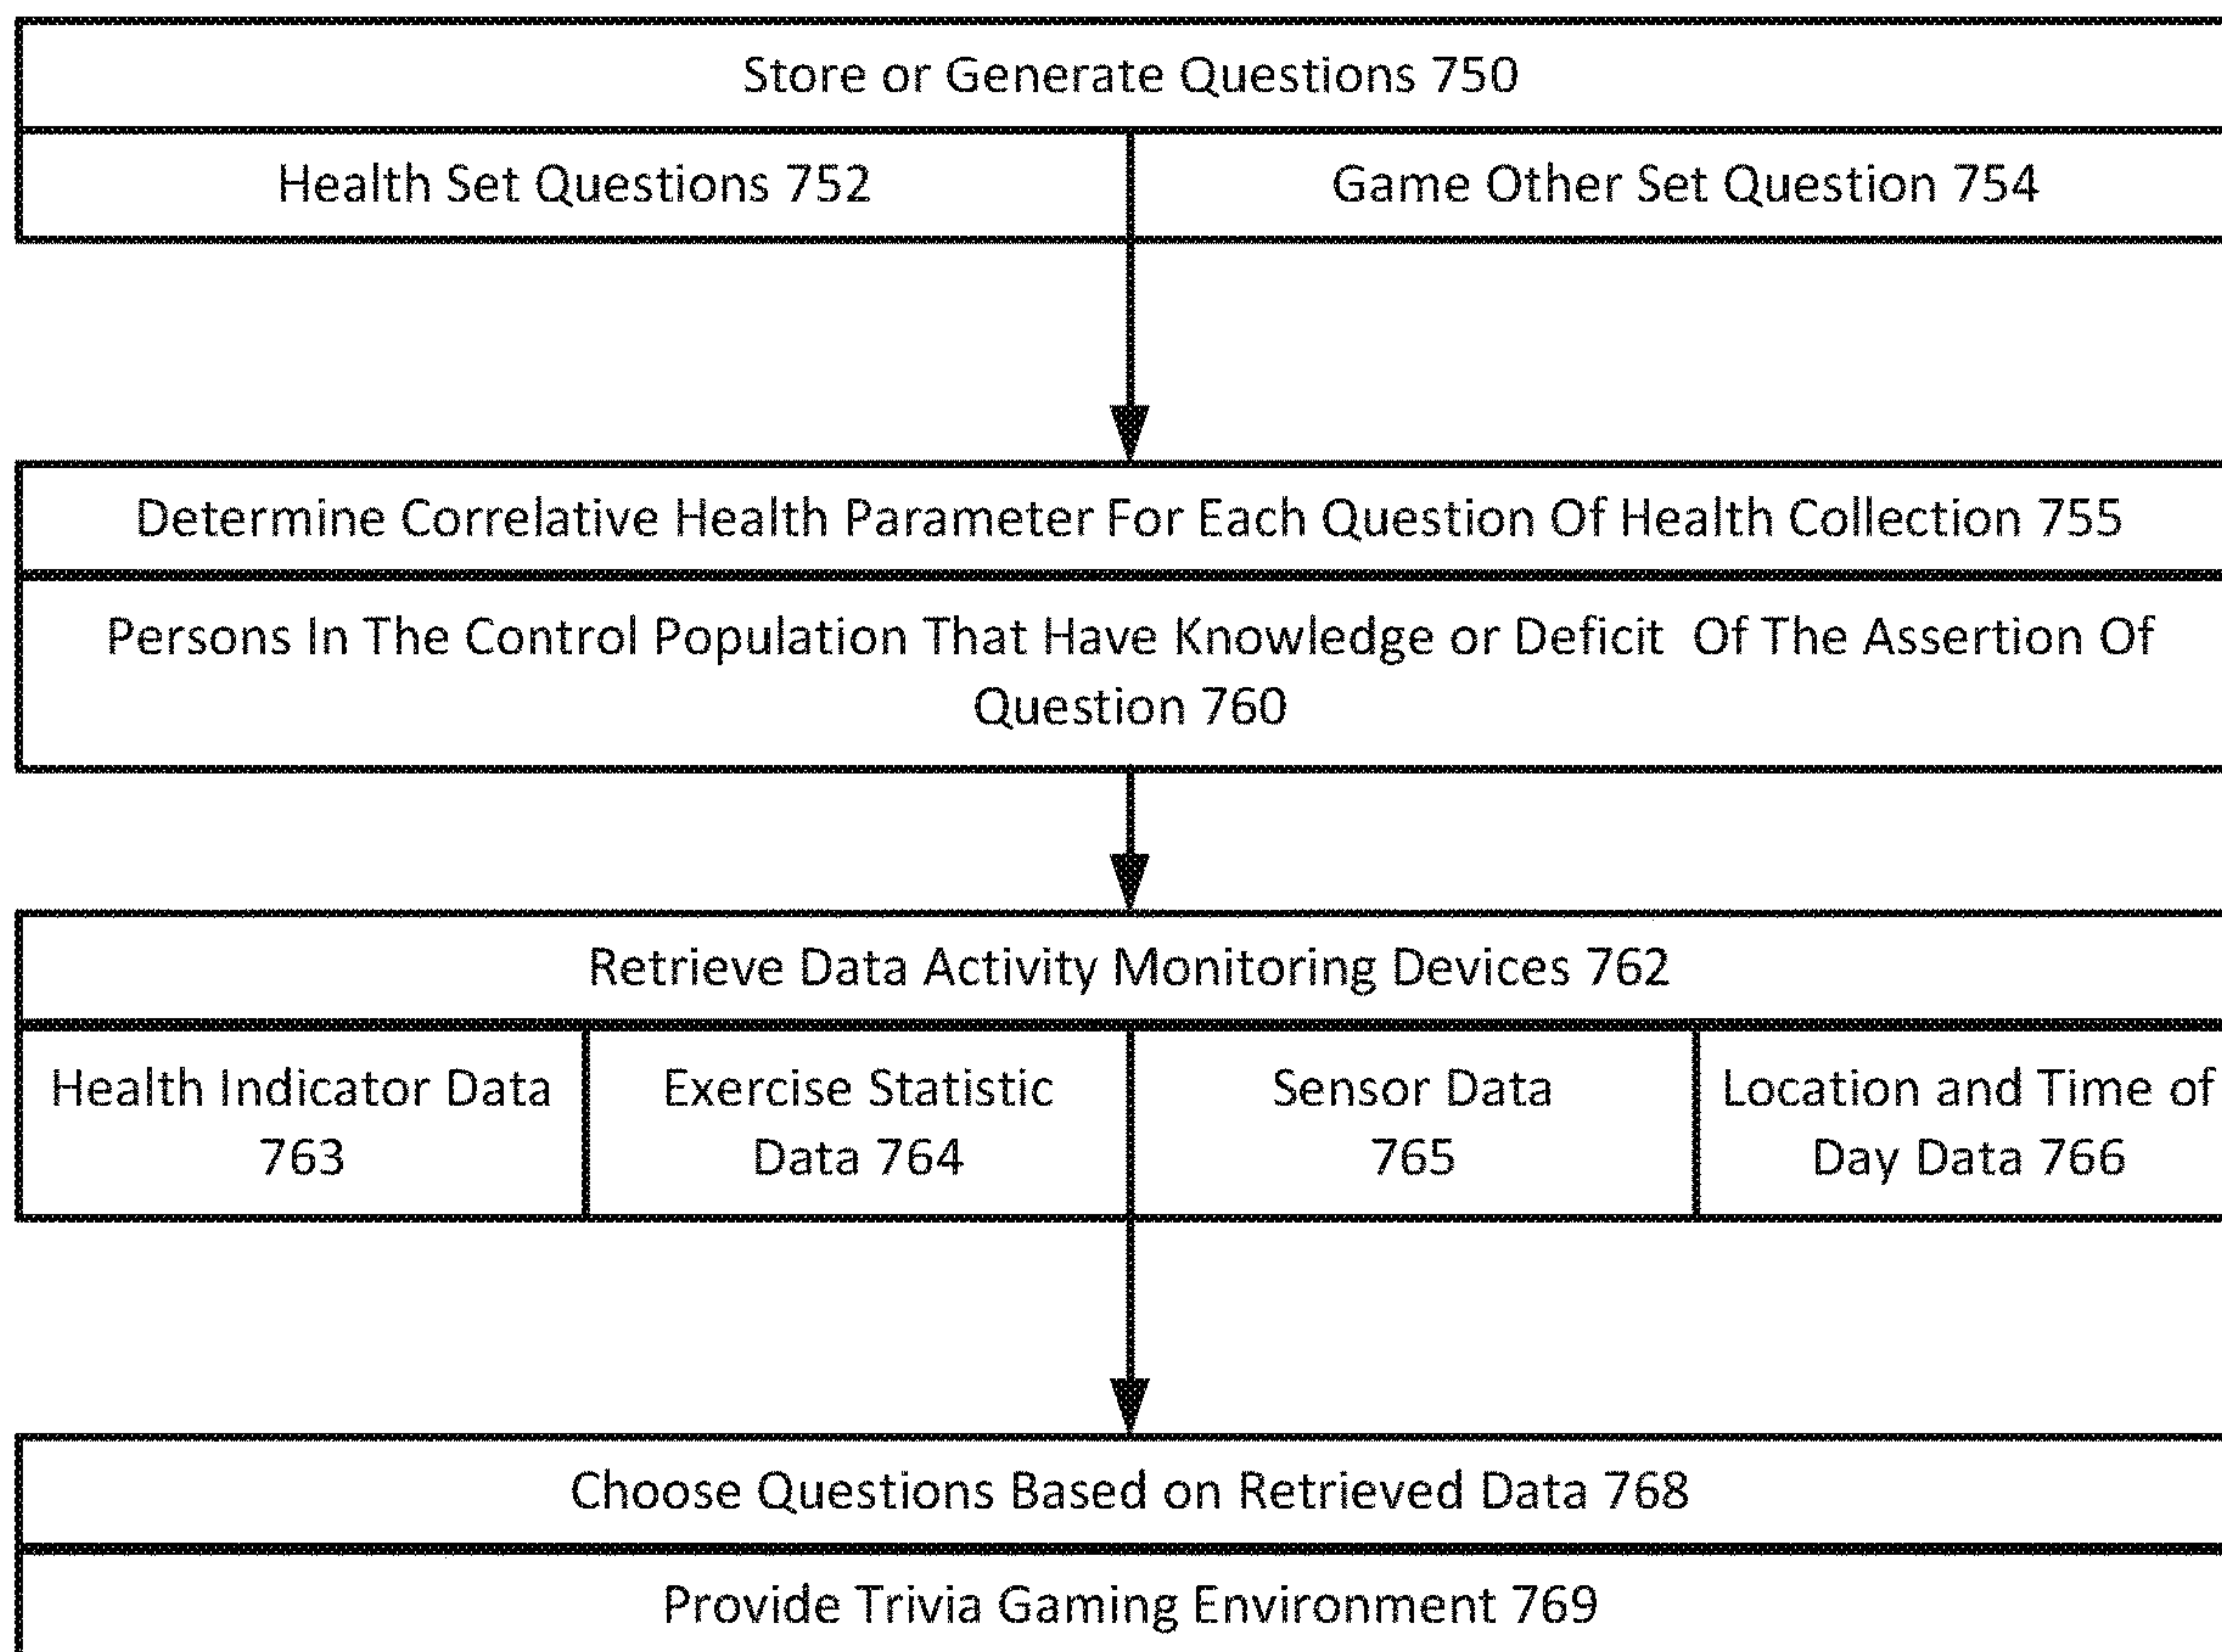 Store or Generate Questions 750
Health Set Questions 752
Game Other Set Question 754
Determine Correlative Health Parameter For Each Question Of Health Collection 755
Persons In The Control Population That Have Knowledge or Deficit Of The Assertion Of
Question 760
Retrieve Data Activity Monitoring Devices 762
Health Indicator Data
763
Exercise Statistic
Data 764
Sensor Data
765
Location and Time of
Day Data 766
Choose Questions Based on Retrieved Data 768
Provide Trivia Gaming Environment 769